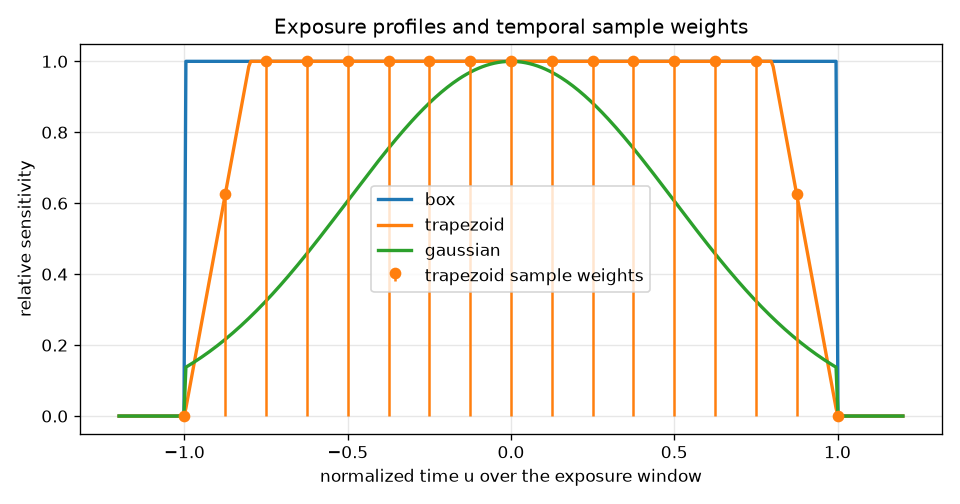 Exposure profiles and temporal sample weights
1.0
0.8
0.6
0.4
0.2
0.0
relative sensitivity
box
trapezoid
gaussian
trapezoid sample weights
−1.0
−0.5
0.0
0.5
1.0
normalized time u over the exposure window